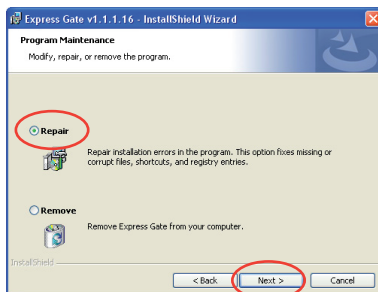 Express Gate v1.1.1.16 - InstallShield Wizard
Program Maintenance
Modify, repair, or remove the program.
Repair
Repair installation errors in the program. This option fixes missing or
corrupt files, shortcuts, and registry entries.
Remove
Remove Express Gate from your computer.
InstallShield
< Back Next > Cancel